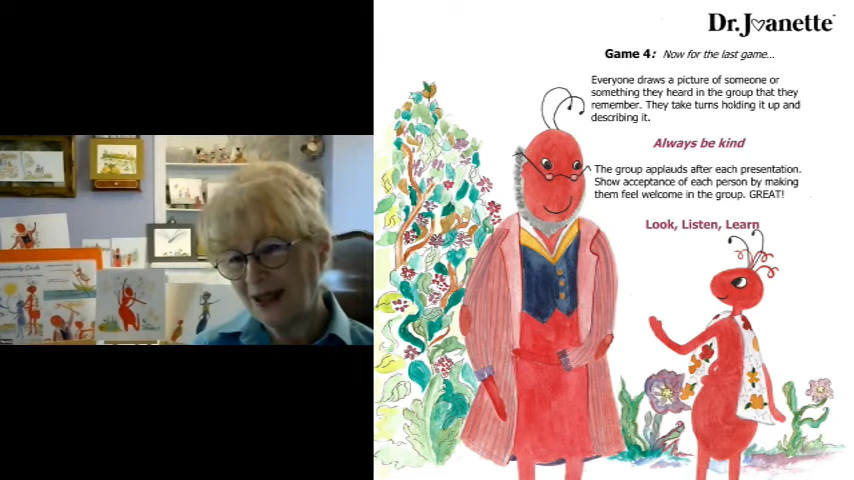 Dr. Joanette
Game 4: Now for the last game...
Everyone draws a picture of someone or
something they heard in the group that they
remember. They take turns holding it up and
describing it.
Always be kind
The group applauds after each presentation.
Show acceptance of each person by making
them feel welcome in the group. GREAT!
Look, Listen, Learn